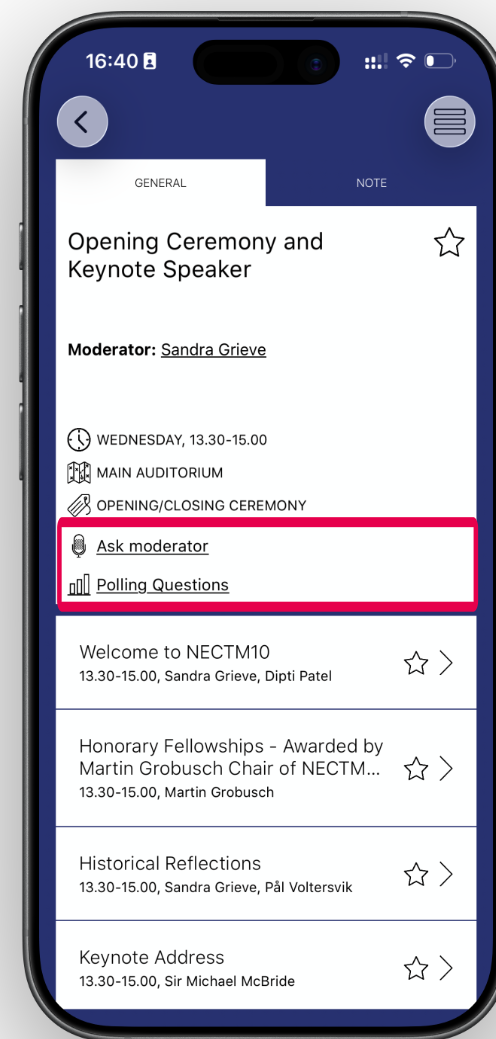 16:40
GENERAL
NOTE
Opening Ceremony and
Keynote Speaker
Moderator: Sandra Grieve
WEDNESDAY, 13.30-15.00
MAIN AUDITORIUM
OPENING/CLOSING CEREMONY
Ask moderator
Polling Questions
Welcome to NECTM10
13.30-15.00, Sandra Grieve, Dipti Patel
Honorary Fellowships - Awarded by
Martin Grobusch Chair of NECTM...
13.30-15.00, Martin Grobusch
Historical Reflections
13.30-15.00, Sandra Grieve, Pål Voltersvik
Keynote Address
13.30-15.00, Sir Michael McBride